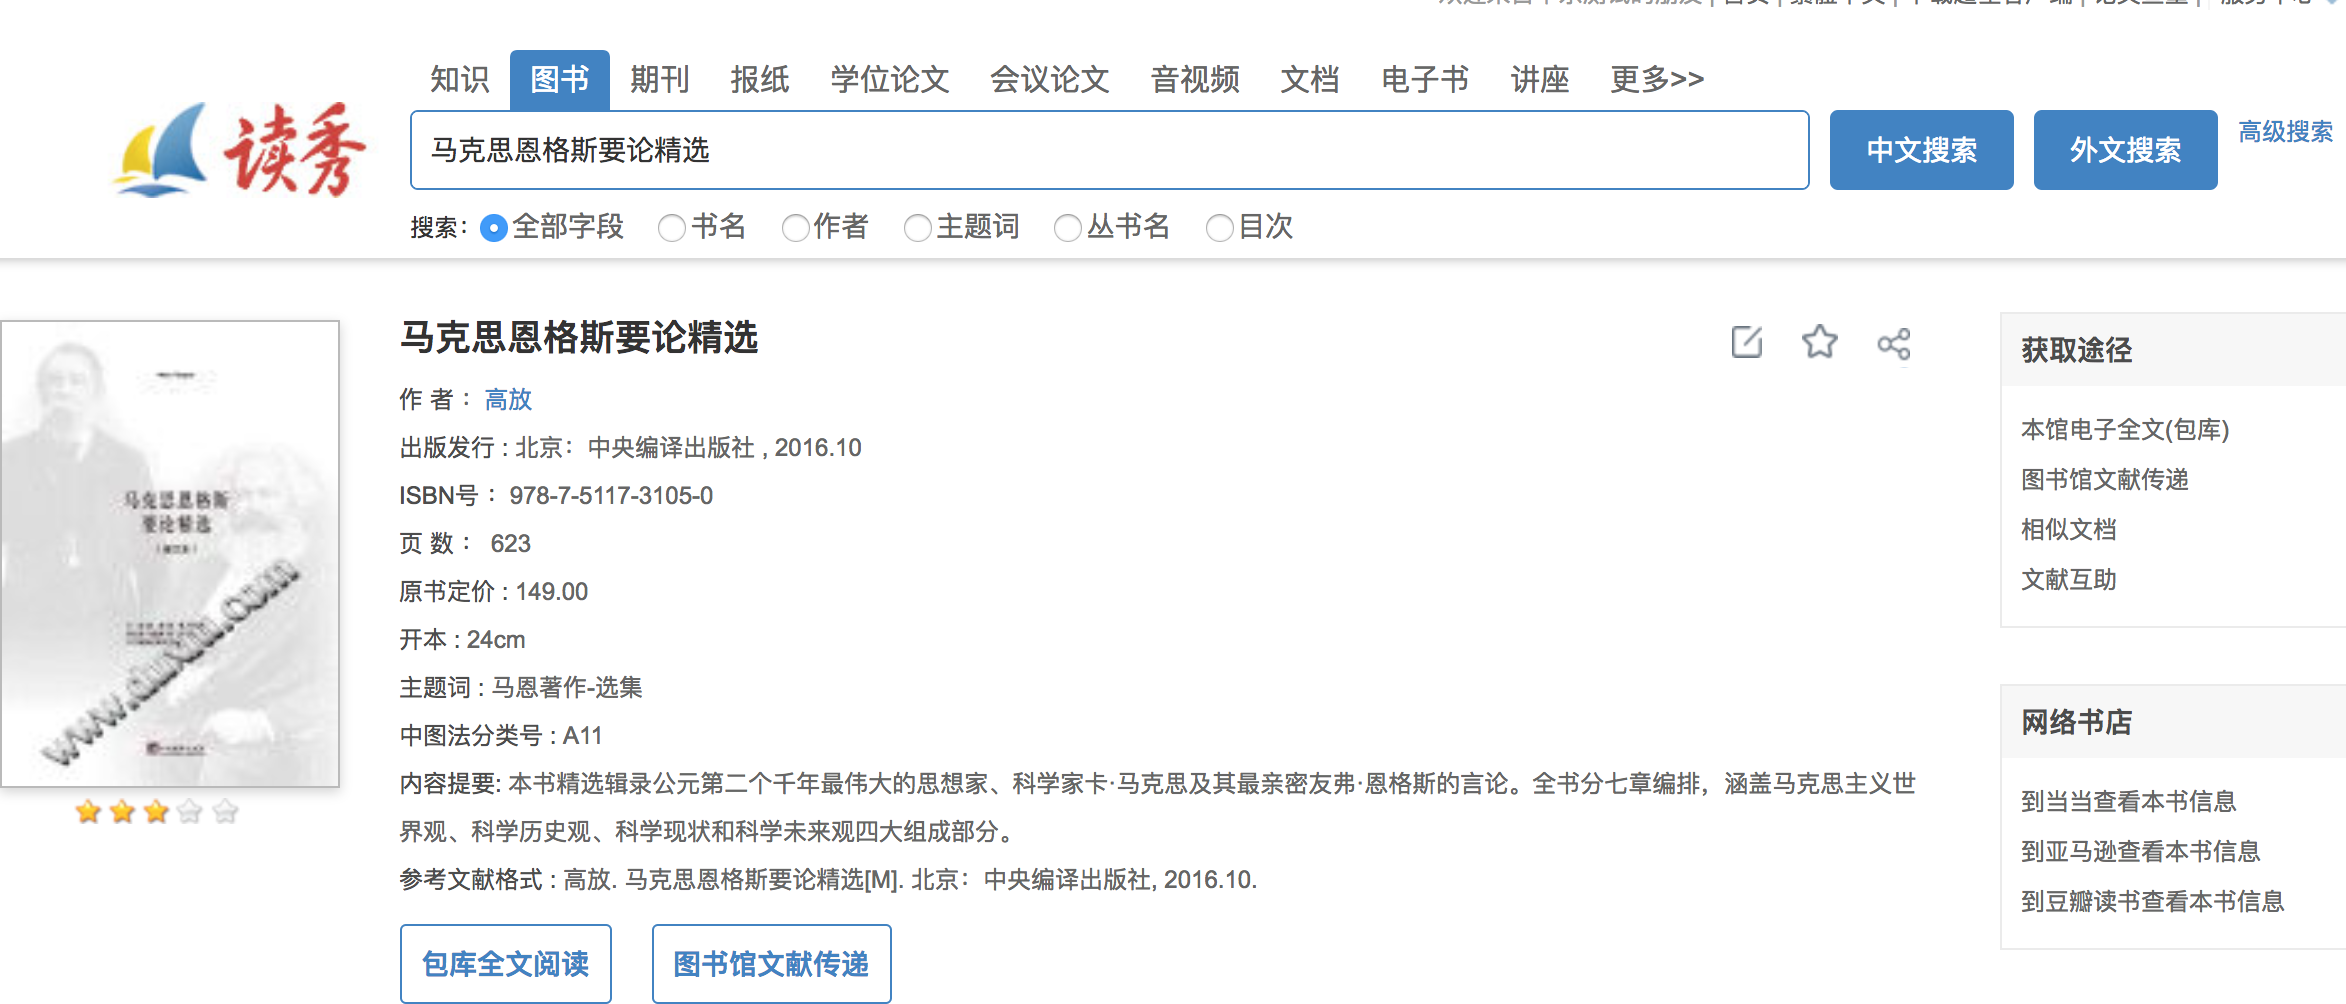 知识 图书 期刊 报纸 学位论文 会议论文 音视频 文档 电子书 讲座 更多>>
读秀
马克思恩格斯要论精选
中文搜索 外文搜索 高级搜索
搜索： 全部字段 书名 作者 主题词 丛书名 目次
马克思恩格斯要论精选
作 者 ： 高放
出版发行 : 北京：中央编译出版社 , 2016.10
ISBN号 ： 978-7-5117-3105-0
页 数 ： 623
原书定价 : 149.00
开本 : 24cm
主题词 : 马恩著作-选集
中图法分类号 : A11
内容提要: 本书精选辑录公元第二个千年最伟大的思想家、科学家卡·马克思及其最亲密友弗·恩格斯的言论。全书分七章编排，涵盖马克思主义世
界观、科学历史观、科学现状和科学未来观四大组成部分。
参考文献格式 : 高放. 马克思恩格斯要论精选[M]. 北京：中央编译出版社, 2016.10.
包库全文阅读 图书馆文献传递
马克思恩格斯
要论精选
www.duxiu.com
获取途径
本馆电子全文(包库)
图书馆文献传递
相似文档
文献互助
网络书店
到当当查看本书信息
到亚马逊查看本书信息
到豆瓣读书查看本书信息